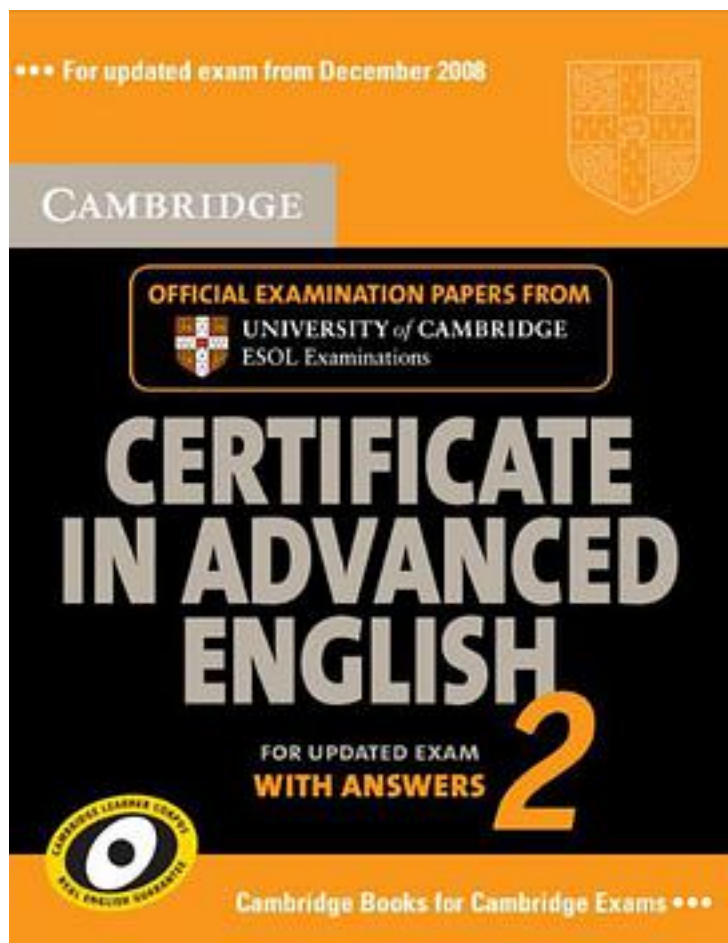 ••• For updated exam from December 2008
CAMBRIDGE
OFFICIAL EXAMINATION PAPERS FROM
UNIVERSITY of CAMBRIDGE
ESOL Examinations
CERTIFICATE
IN ADVANCED
ENGLISH
2
FOR UPDATED EXAM
WITH ANSWERS
CAMBRIDGE LEARNER CORPUS
REAL ENGLISH GUARANTEE
Cambridge Books for Cambridge Exams •••